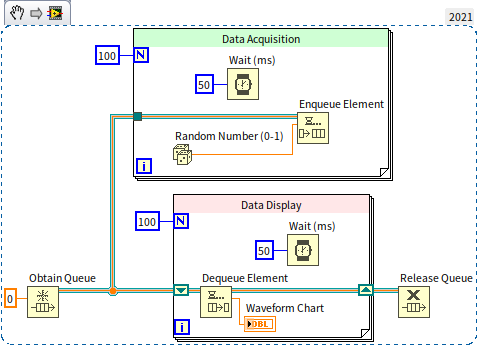 2021
Data Acquisition
100
N
Wait (ms)
50
Enqueue Element
Random Number (0-1)
i
Data Display
100
N
Wait (ms)
50
Obtain Queue
Dequeue Element
Release Queue
0
Waveform Chart
DBL
i